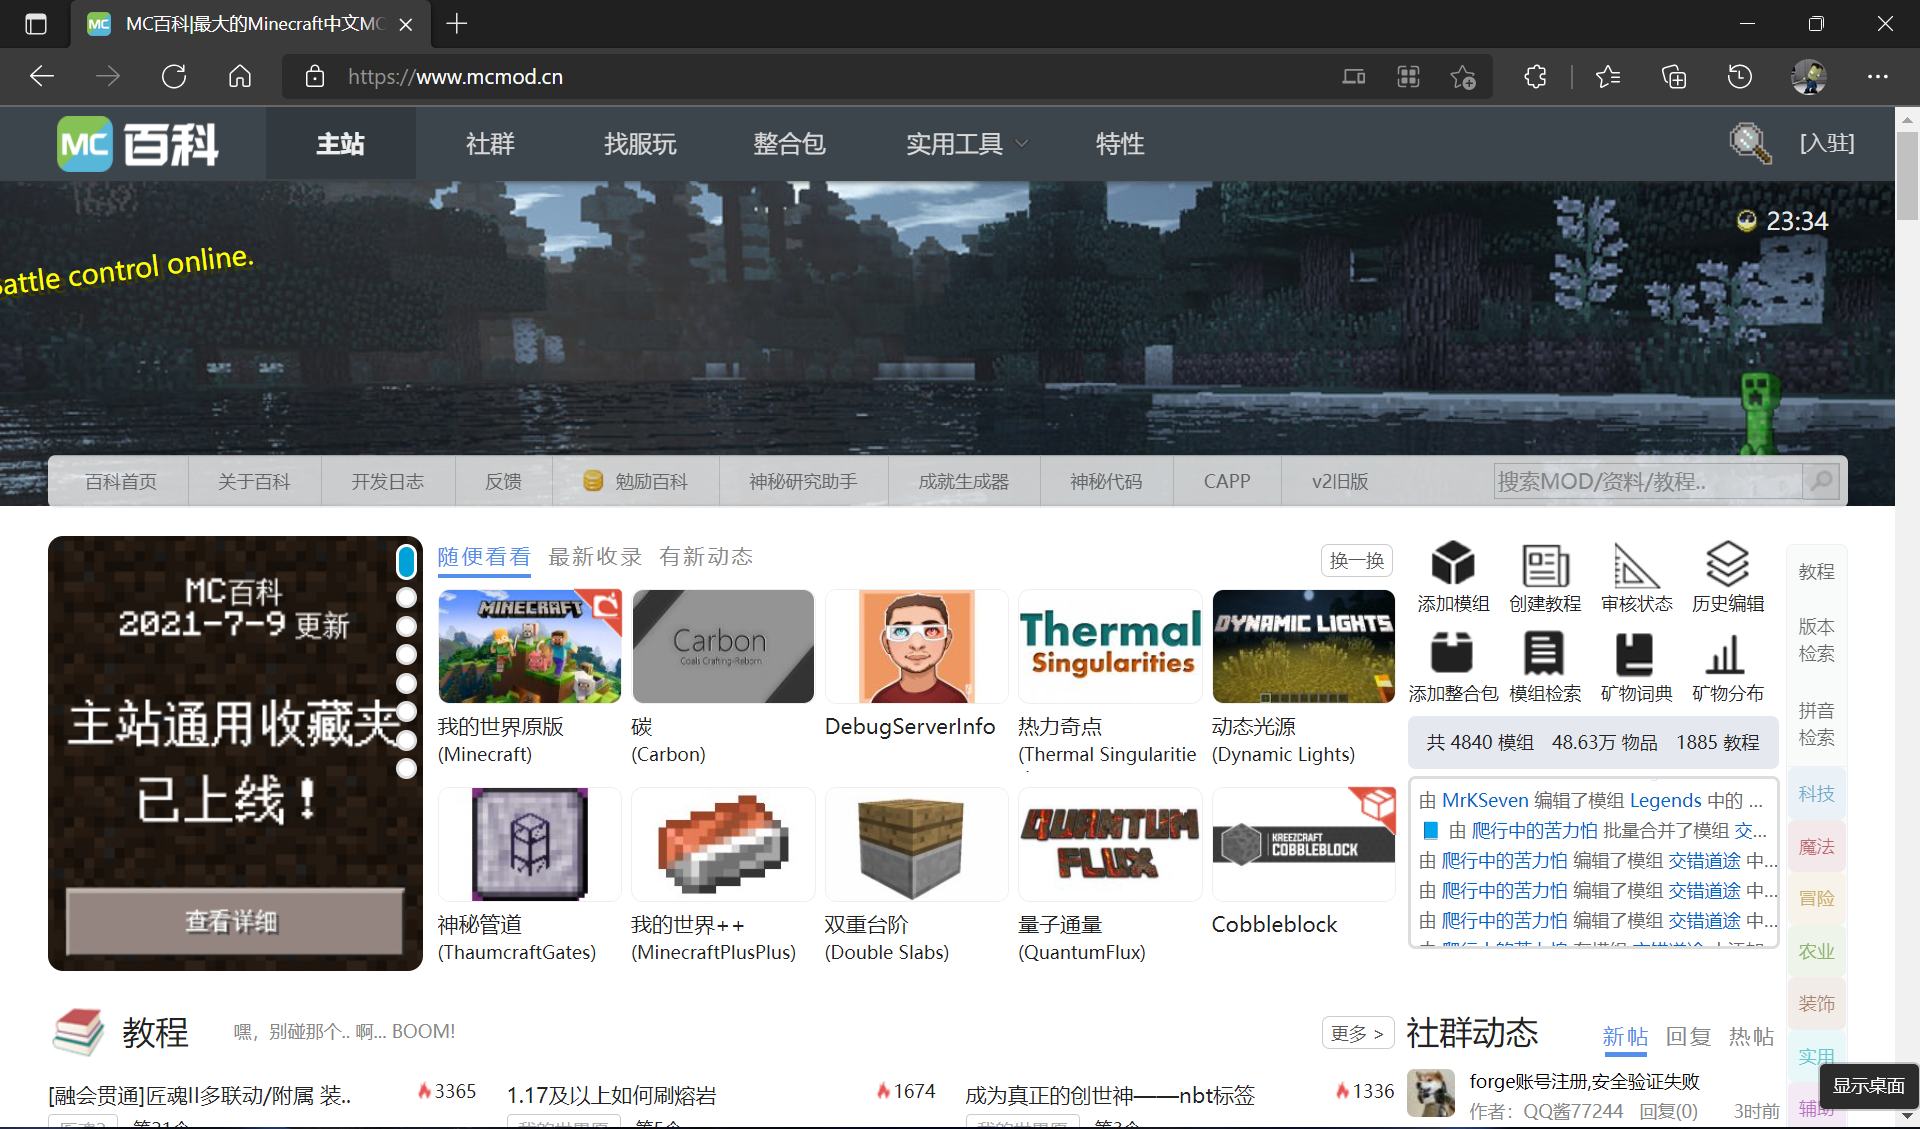 MC百科|最大的Minecraft中文MC
https://www.mcmod.cn
MC 百科
主站
社群
找服玩
整合包
实用工具
特性
[入驻]
23:34
attle control online.
百科首页
关于百科
开发日志
反馈
勉励百科
神秘研究助手
成就生成器
神秘代码
CAPP
v2旧版
搜索MOD/资料/教程..
MC百科
2021-7-9 更新
主站通用收藏夹
已上线！
查看详细
随便看看 最新收录 有新动态
换一换
MINECRAFT
Carbon
Coals Crafting-Reborn
Thermal
Singularities
DYNAMIC LIGHTS
我的世界原版
(Minecraft)
碳
(Carbon)
DebugServerInfo
热力奇点
(Thermal Singularitie
动态光源
(Dynamic Lights)
QUANTUM
FLUX
KREEZCRAFT
COBBLEBLOCK
神秘管道
(ThaumcraftGates)
我的世界++
(MinecraftPlusPlus)
双重台阶
(Double Slabs)
量子通量
(QuantumFlux)
Cobbleblock
添加模组
创建教程
审核状态
历史编辑
添加整合包
模组检索
矿物词典
矿物分布
共 4840 模组 48.63万 物品 1885 教程
由 MrKSeven 编辑了模组 Legends 中的 ...
由 爬行中的苦力怕 批量合并了模组 交...
由 爬行中的苦力怕 编辑了模组 交错道途 中...
由 爬行中的苦力怕 编辑了模组 交错道途 中...
由 爬行中的苦力怕 编辑了模组 交错道途 中...
教程
版本
检索
拼音
检索
科技
魔法
冒险
农业
装饰
实用
辅助
显示桌面
教程
嘿，别碰那个.. 啊... BOOM!
更多 >
[融会贯通]匠魂II多联动/附属 装..
3365
1.17及以上如何刷熔岩
1674
成为真正的创世神——nbt标签
1336
社群动态
新帖 回复 热帖
forge账号注册,安全验证失败
作者：QQ酱77244 回复(0) 3时前